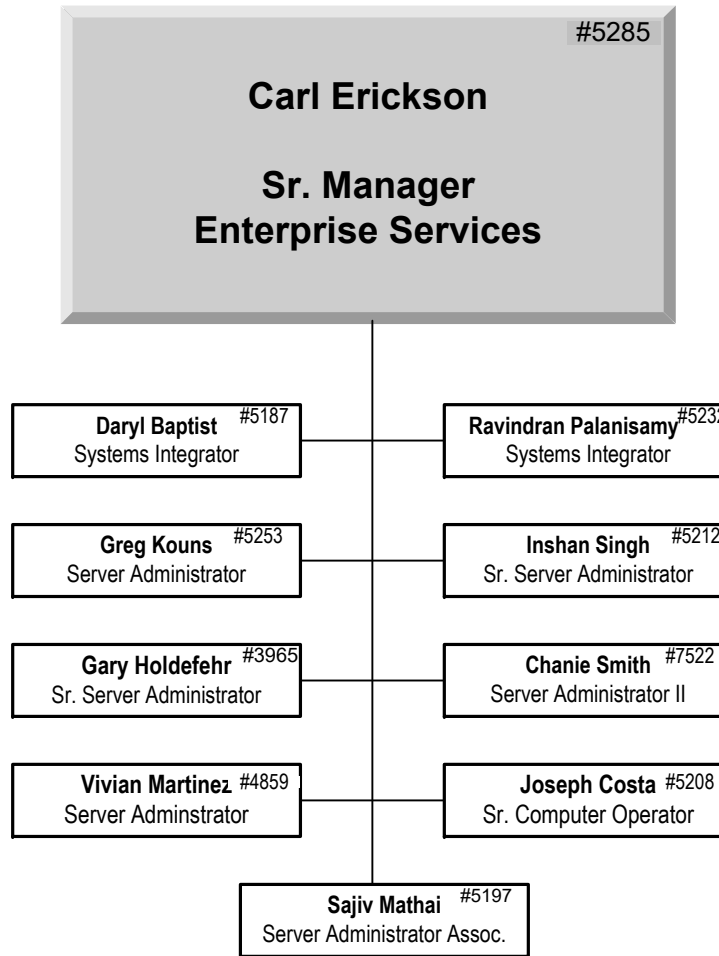 #5285
Carl Erickson
Sr. Manager
Enterprise Services
Daryl Baptist #5187
Systems Integrator
Ravindran Palanisamy #5232
Systems Integrator
Greg Kouns #5253
Server Administrator
Inshan Singh #5212
Sr. Server Administrator
Gary Holdefehr #3965
Sr. Server Administrator
Chanie Smith #7522
Server Administrator II
Vivian Martinez #4859
Server Adminstrator
Joseph Costa #5208
Sr. Computer Operator
Sajiv Mathai #5197
Server Administrator Assoc.